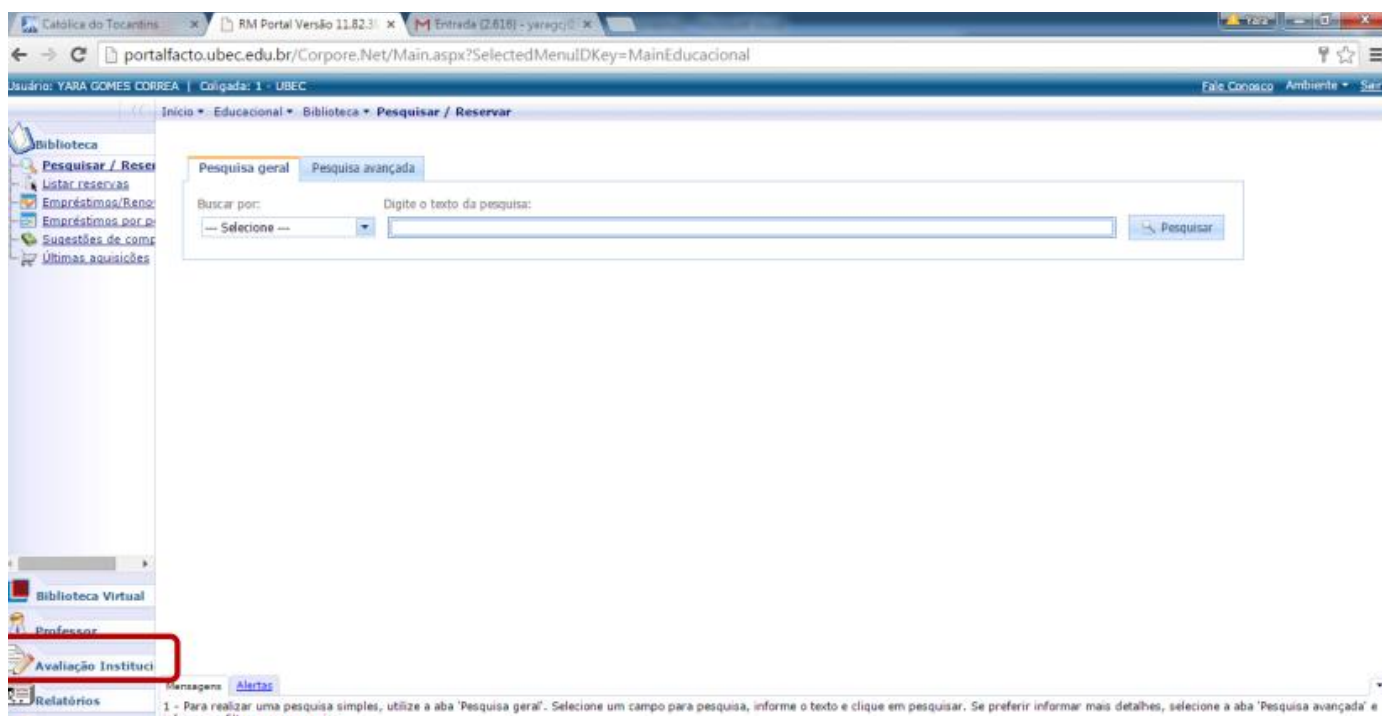 Católica do Tocantins
RM Portal Versão 11.82.3
Entrada (2.616) - yaragcj
Yara
portalfacto.ubec.edu.br/Corpore.Net/Main.aspx?SelectedMenuIDKey=MainEducacional
Usuário: YARA GOMES CORREA | Coligada: 1 - UBEC
Fale Conosco Ambiente Sair
Início Educacional Biblioteca Pesquisar / Reservar
Biblioteca
Pesquisar / Reser
Listar reservas
Empréstimos/Reno
Empréstimos por p
Sugestões de comp
Últimas aquisições
Pesquisa geral Pesquisa avançada
Buscar por: Digite o texto da pesquisa:
--- Selecione --- Pesquisar
Biblioteca Virtual
Professor
Avaliação Instituci
Relatórios
Mensagens Alertas
1 - Para realizar uma pesquisa simples, utilize a aba 'Pesquisa geral'. Selecione um campo para pesquisa, informe o texto e clique em pesquisar. Se preferir informar mais detalhes, selecione a aba 'Pesquisa avançada' e